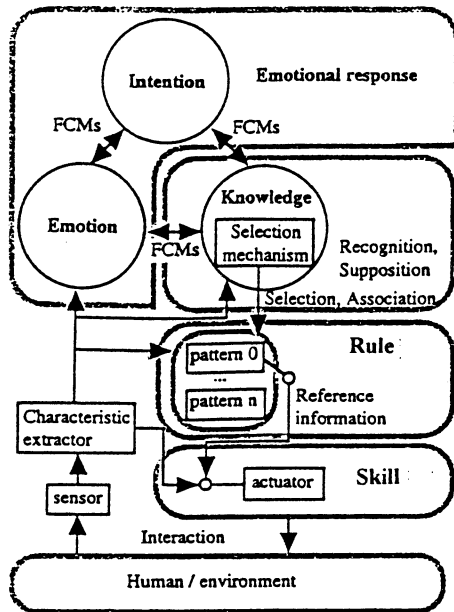 Intention
Emotional response
FCMs
FCMs
Emotion
FCMs
Knowledge
Selection
mechanism
Recognition,
Supposition
Selection, Association
Rule
pattern 0
...
pattern n
Reference
information
Characteristic
extractor
Skill
actuator
sensor
Interaction
Human / environment